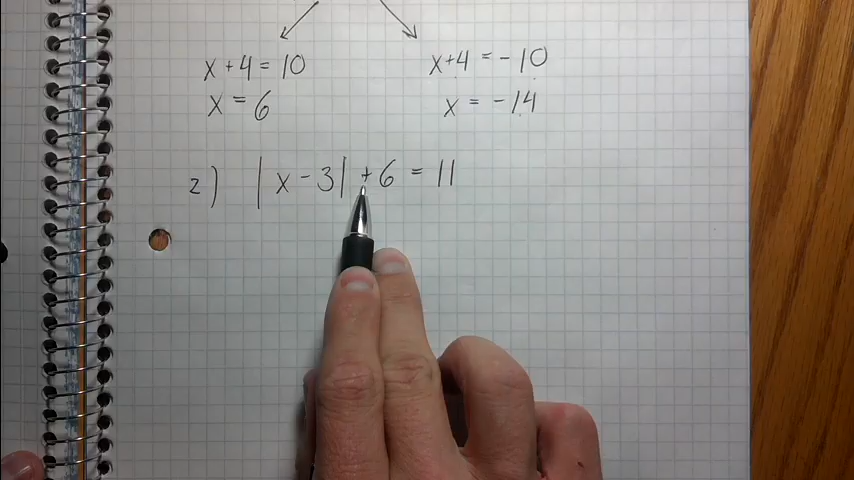 x + 4 = 10
x + 4 = - 10
x = 6
x = - 14
2) | x - 3 | + 6 = 11